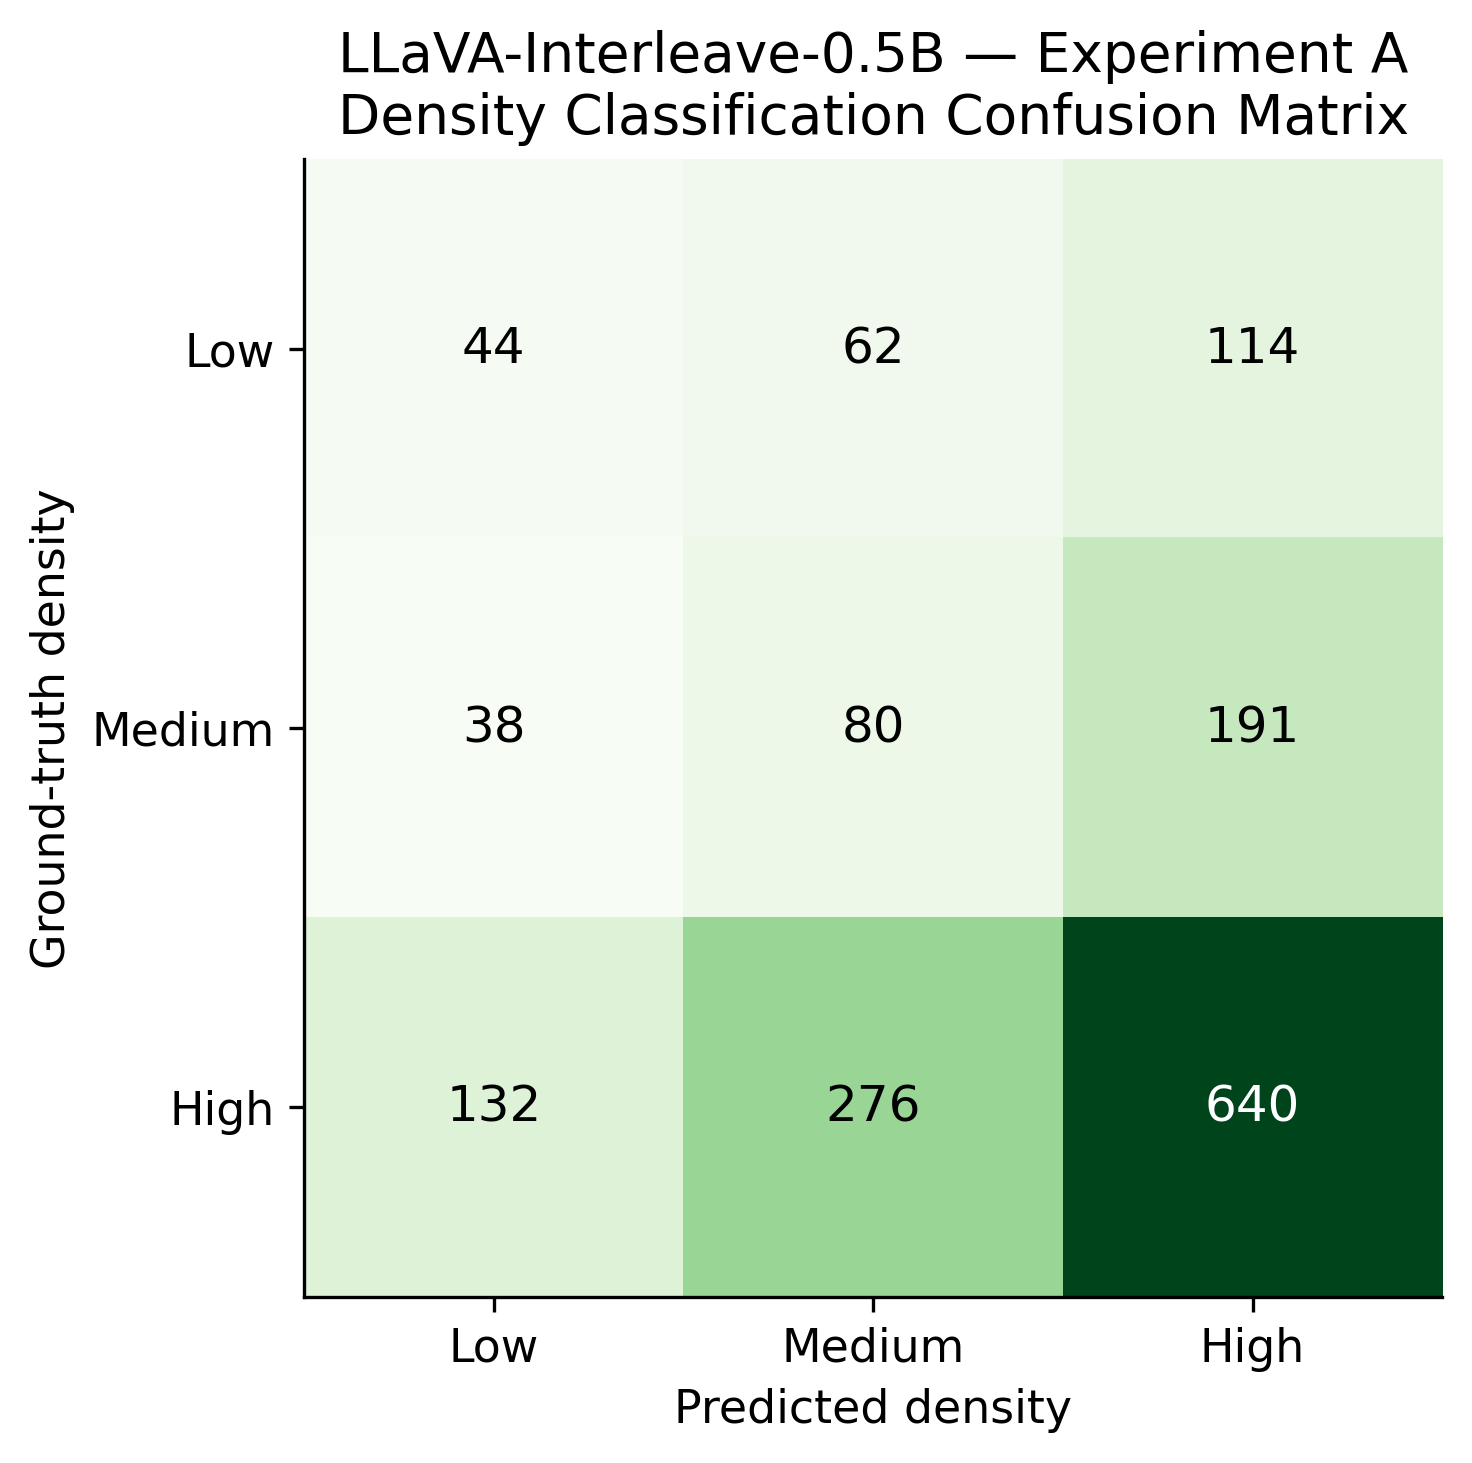 LLaVA-Interleave-0.5B — Experiment A
Density Classification Confusion Matrix
Ground-truth density
Low
44
62
114
Medium
38
80
191
High
132
276
640
Low
Medium
High
Predicted density